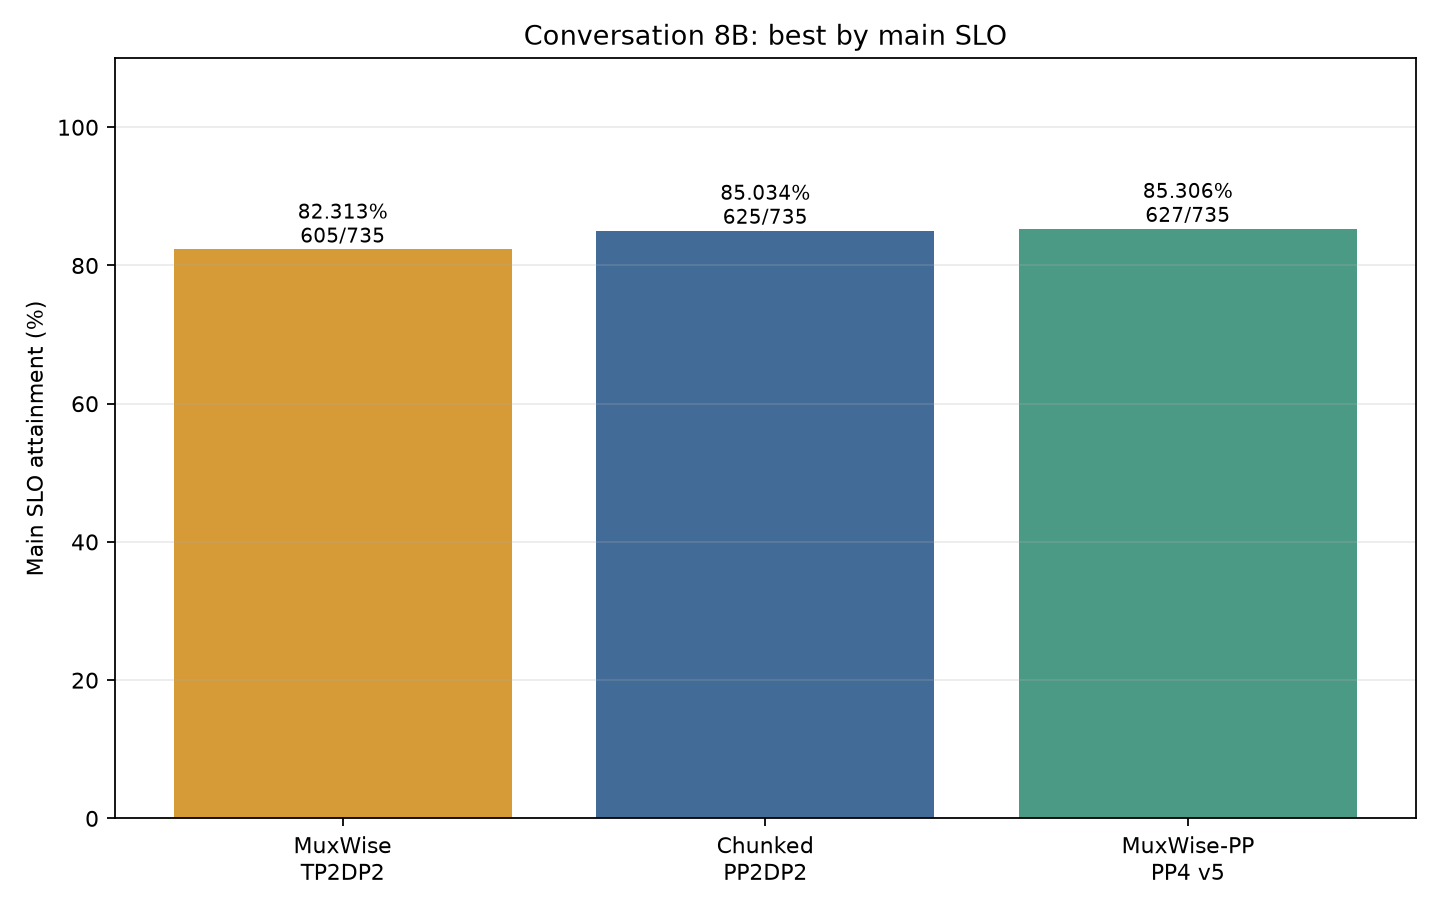 Conversation 8B: best by main SLO
Main SLO attainment (%)
100
80
60
40
20
0
82.313%
605/735
85.034%
625/735
85.306%
627/735
MuxWise
TP2DP2
Chunked
PP2DP2
MuxWise-PP
PP4 v5